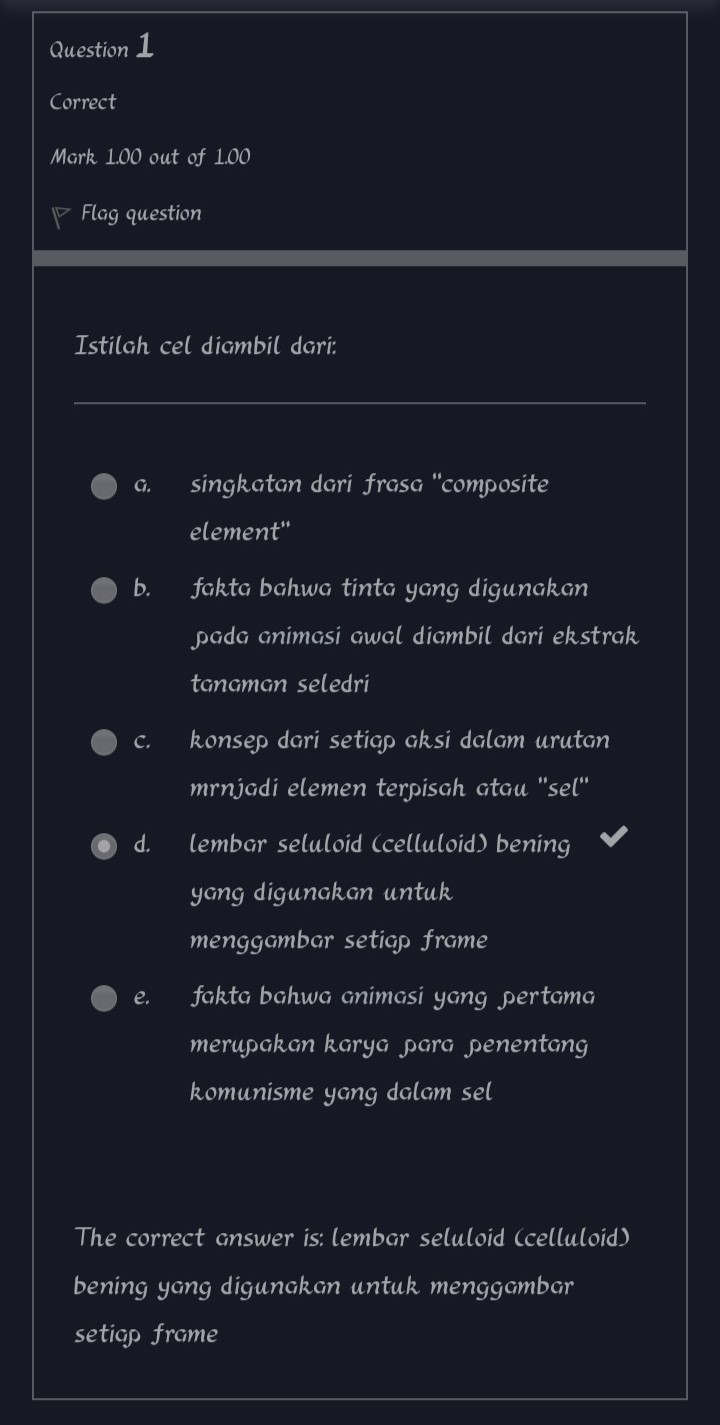 Question 1
Correct
Mark 1.00 out of 1.00
Flag question
Istilah cel diambil dari:
a. singkatan dari frasa "composite
element"
b. fakta bahwa tinta yang digunakan
pada animasi awal diambil dari ekstrak
tanaman seledri
c. konsep dari setiap aksi dalam urutan
mrnjadi elemen terpisah atau "sel"
d. lembar seluloid (celluloid) bening
yang digunakan untuk
menggambar setiap frame
e. fakta bahwa animasi yang pertama
merupakan karya para penentang
komunisme yang dalam sel
The correct answer is: lembar seluloid (celluloid)
bening yang digunakan untuk menggambar
setiap frame